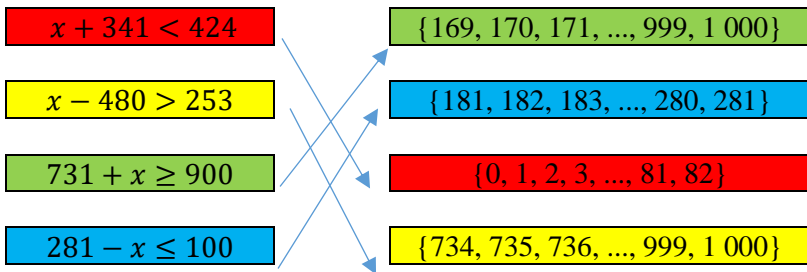 x + 341 < 424
{169, 170, 171, ..., 999, 1 000}
x − 480 > 253
{181, 182, 183, ..., 280, 281}
731 + x ≥ 900
{0, 1, 2, 3, ..., 81, 82}
281 − x ≤ 100
{734, 735, 736, ..., 999, 1 000}